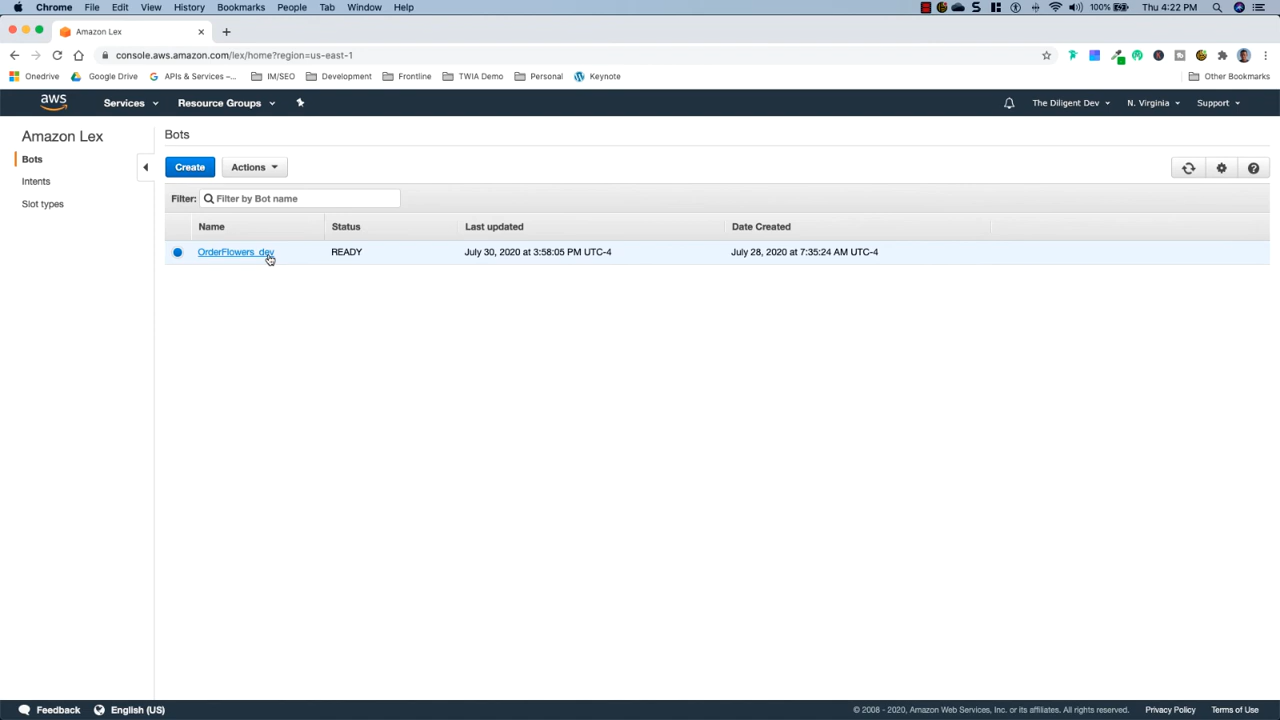 Chrome File Edit View History Bookmarks People Tab Window Help 100% Thu 4:22 PM
Amazon Lex
console.aws.amazon.com/lex/home?region=us-east-1
Onedrive Google Drive APIs & Services –... IM/SEO Development Frontline TWIA Demo Personal Keynote Other Bookmarks
aws Services Resource Groups The Diligent Dev N. Virginia Support
Amazon Lex
Bots
Intents
Slot types
Bots
Create Actions
Filter: Filter by Bot name
Name Status Last updated Date Created
OrderFlowers_dev READY July 30, 2020 at 3:58:05 PM UTC-4 July 28, 2020 at 7:35:24 AM UTC-4
Feedback English (US) © 2008 - 2020, Amazon Web Services, Inc. or its affiliates. All rights reserved. Privacy Policy Terms of Use